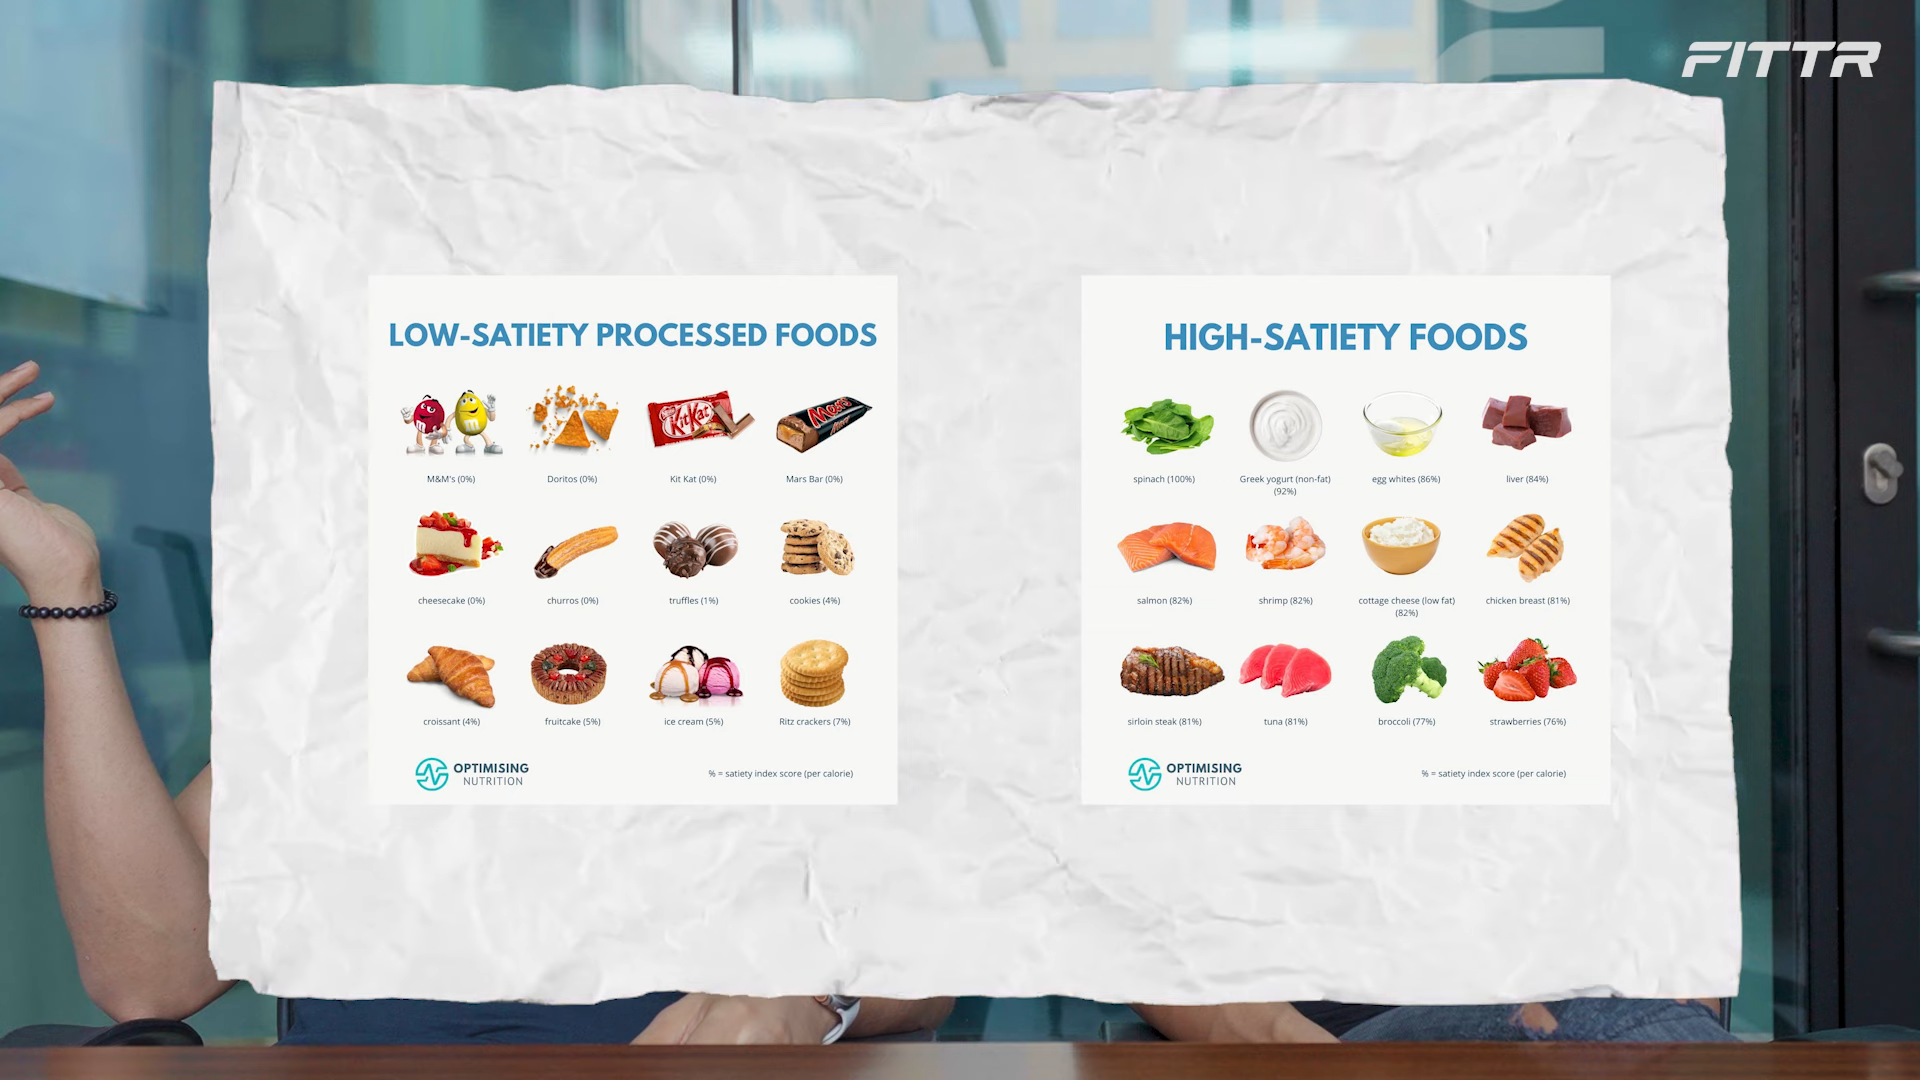 FITTR
LOW-SATIETY PROCESSED FOODS
KitKat
Mars
m
m
M&M's (0%)
Doritos (0%)
Kit Kat (0%)
Mars Bar (0%)
cheesecake (0%)
churros (0%)
truffles (1%)
cookies (4%)
croissant (4%)
fruitcake (5%)
ice cream (5%)
Ritz crackers (7%)
OPTIMISING
NUTRITION
% = satiety index score (per calorie)
HIGH-SATIETY FOODS
spinach (100%)
Greek yogurt (non-fat)
(92%)
egg whites (86%)
liver (84%)
salmon (82%)
shrimp (82%)
cottage cheese (low fat)
(82%)
chicken breast (81%)
sirloin steak (81%)
tuna (81%)
broccoli (77%)
strawberries (76%)
OPTIMISING
NUTRITION
% = satiety index score (per calorie)